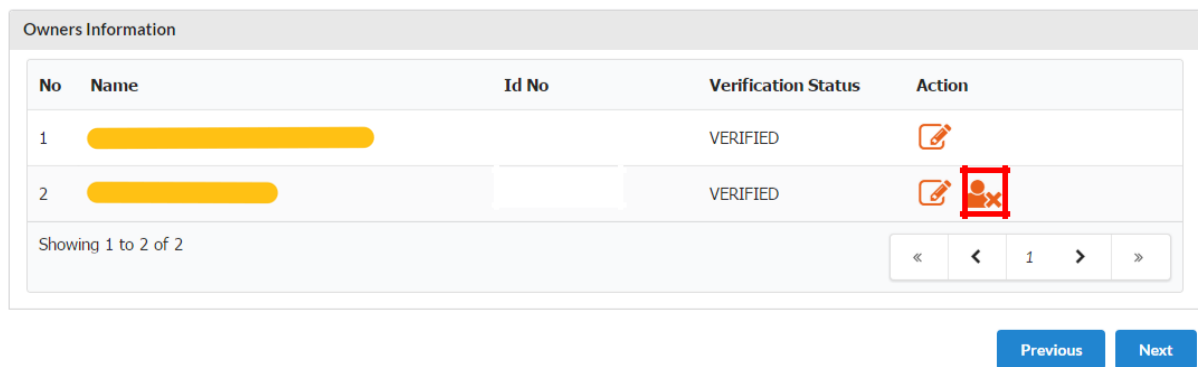 Owners Information
No Name Id No Verification Status Action
1 VERIFIED
2 VERIFIED
Showing 1 to 2 of 2
« 1 »
Previous Next